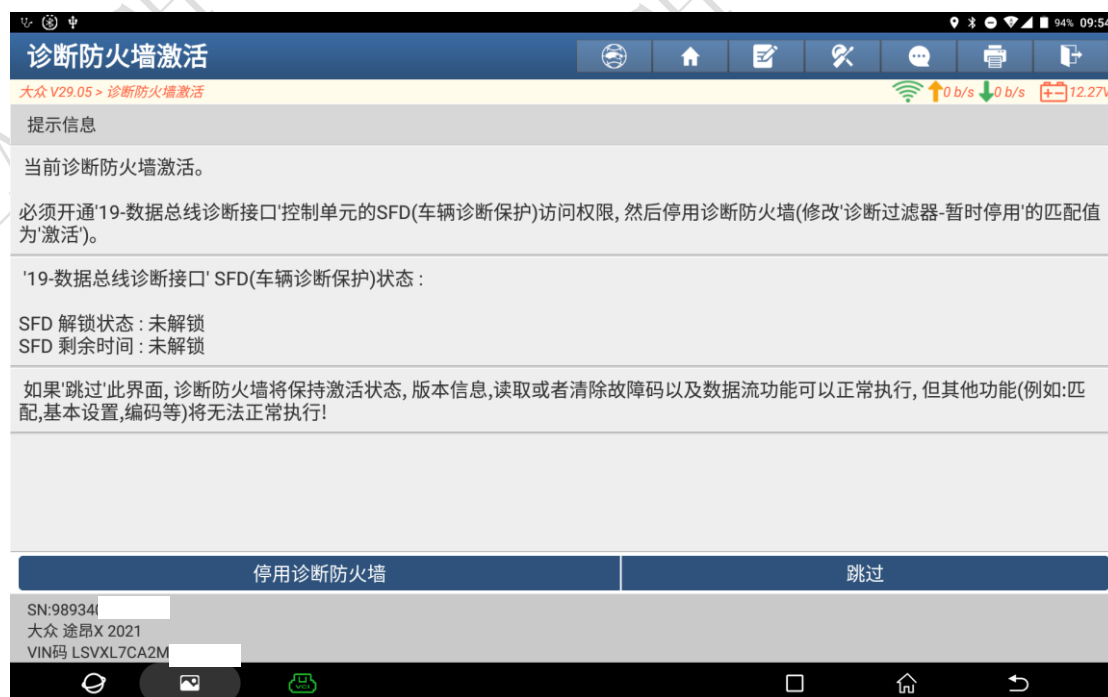 94% 09:54
诊断防火墙激活
大众 V29.05 > 诊断防火墙激活
0 b/s 0 b/s 12.27V
提示信息
当前诊断防火墙激活。
必须开通'19-数据总线诊断接口'控制单元的SFD(车辆诊断保护)访问权限, 然后停用诊断防火墙(修改'诊断过滤器-暂时停用'的匹配值
为'激活')。
'19-数据总线诊断接口' SFD(车辆诊断保护)状态 :
SFD 解锁状态 : 未解锁
SFD 剩余时间 : 未解锁
如果'跳过'此界面, 诊断防火墙将保持激活状态, 版本信息,读取或者清除故障码以及数据流功能可以正常执行, 但其他功能(例如:匹
配,基本设置,编码等)将无法正常执行!
停用诊断防火墙
跳过
SN:98934
大众 途昂X 2021
VIN码 LSVXL7CA2M
VCI